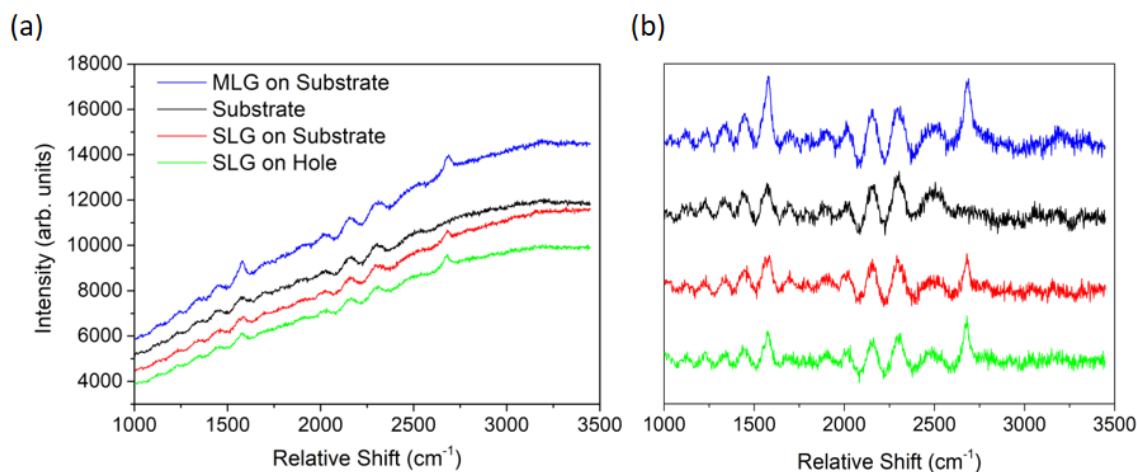 (a)
18000
16000
14000
12000
10000
8000
6000
4000
Intensity (arb. units)
MLG on Substrate
Substrate
SLG on Substrate
SLG on Hole
1000 1500 2000 2500 3000 3500
Relative Shift (cm⁻¹)
(b)
1000 1500 2000 2500 3000 3500
Relative Shift (cm⁻¹)